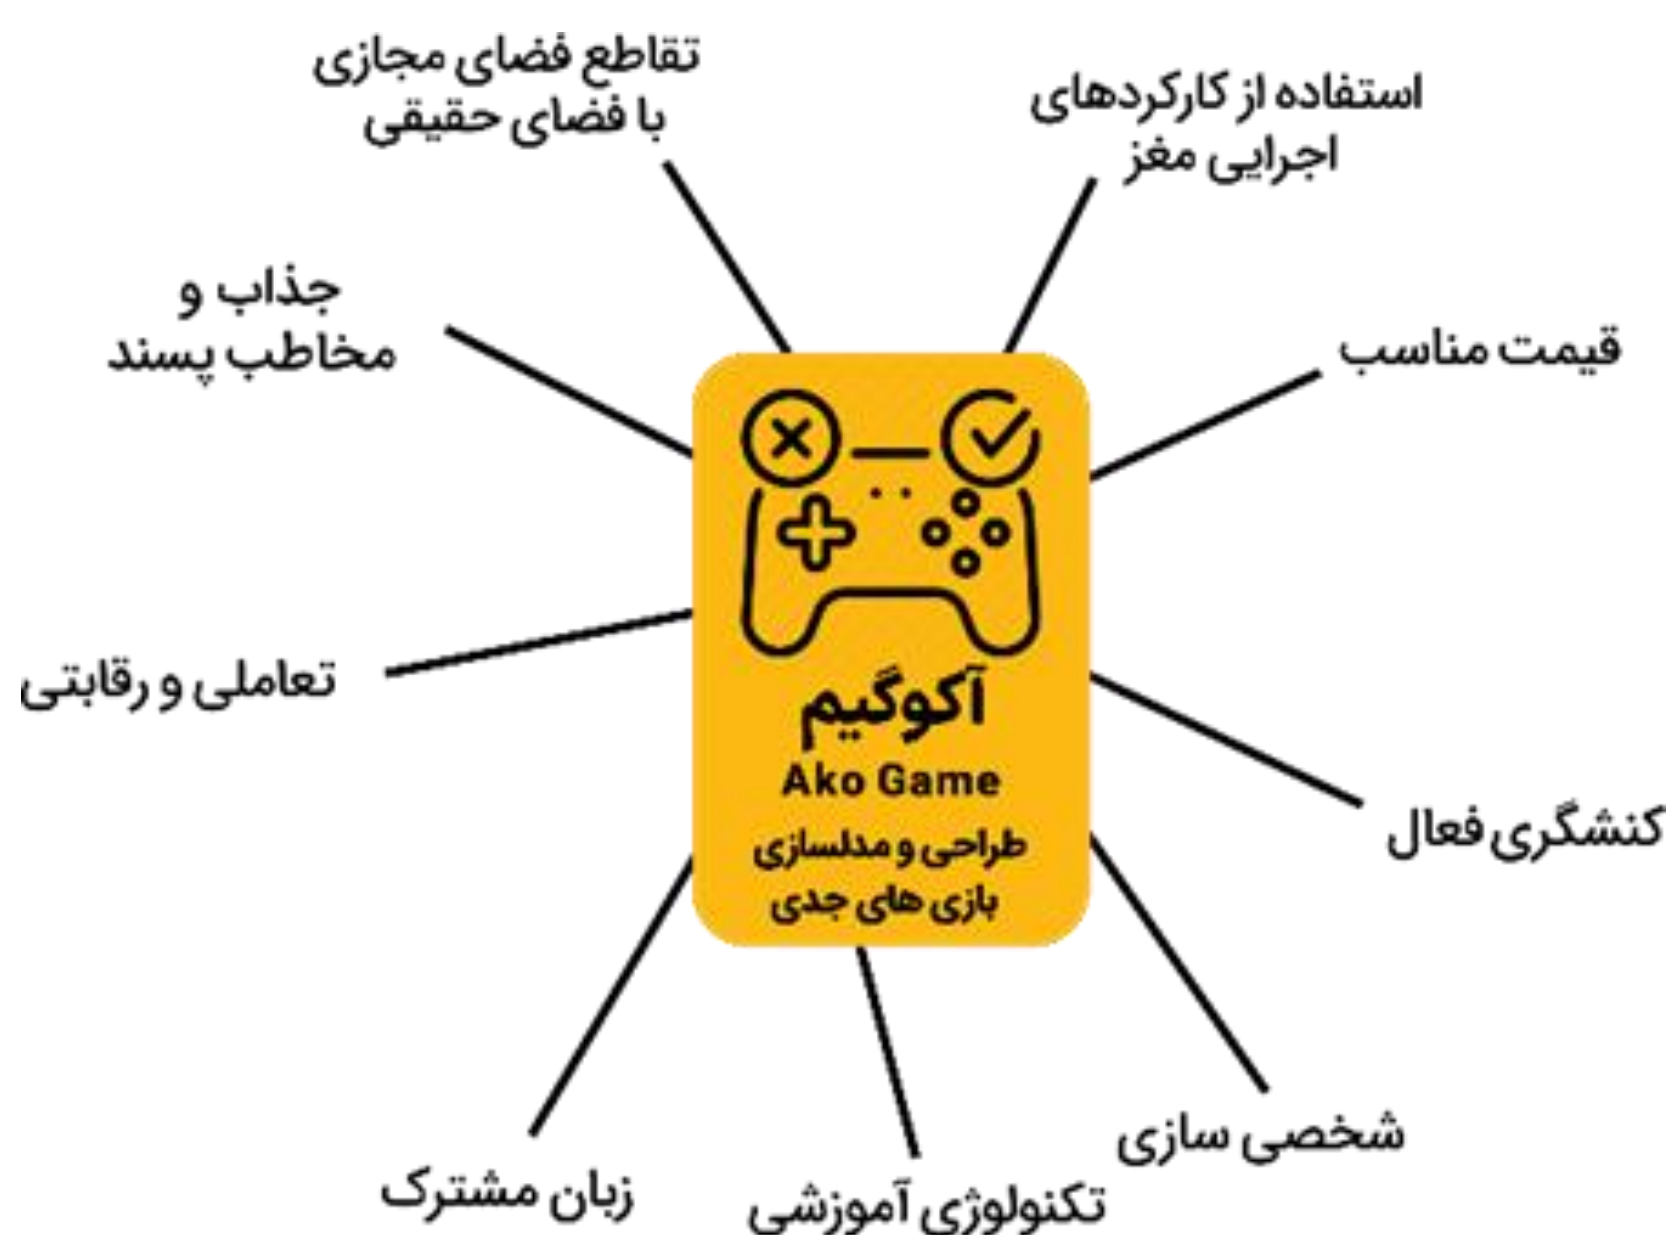 تقاطع فضای مجازی
با فضای حقیقی
استفاده از کارکردهای
اجرایی مغز
جذاب و
مخاطب پسند
قیمت مناسب
تعاملی و رقابتی
آکوگیم
Ako Game
طراحی و مدلسازی
بازی های جدی
کنشگری فعال
شخصی سازی
زبان مشترک
تکنولوژی آموزشی